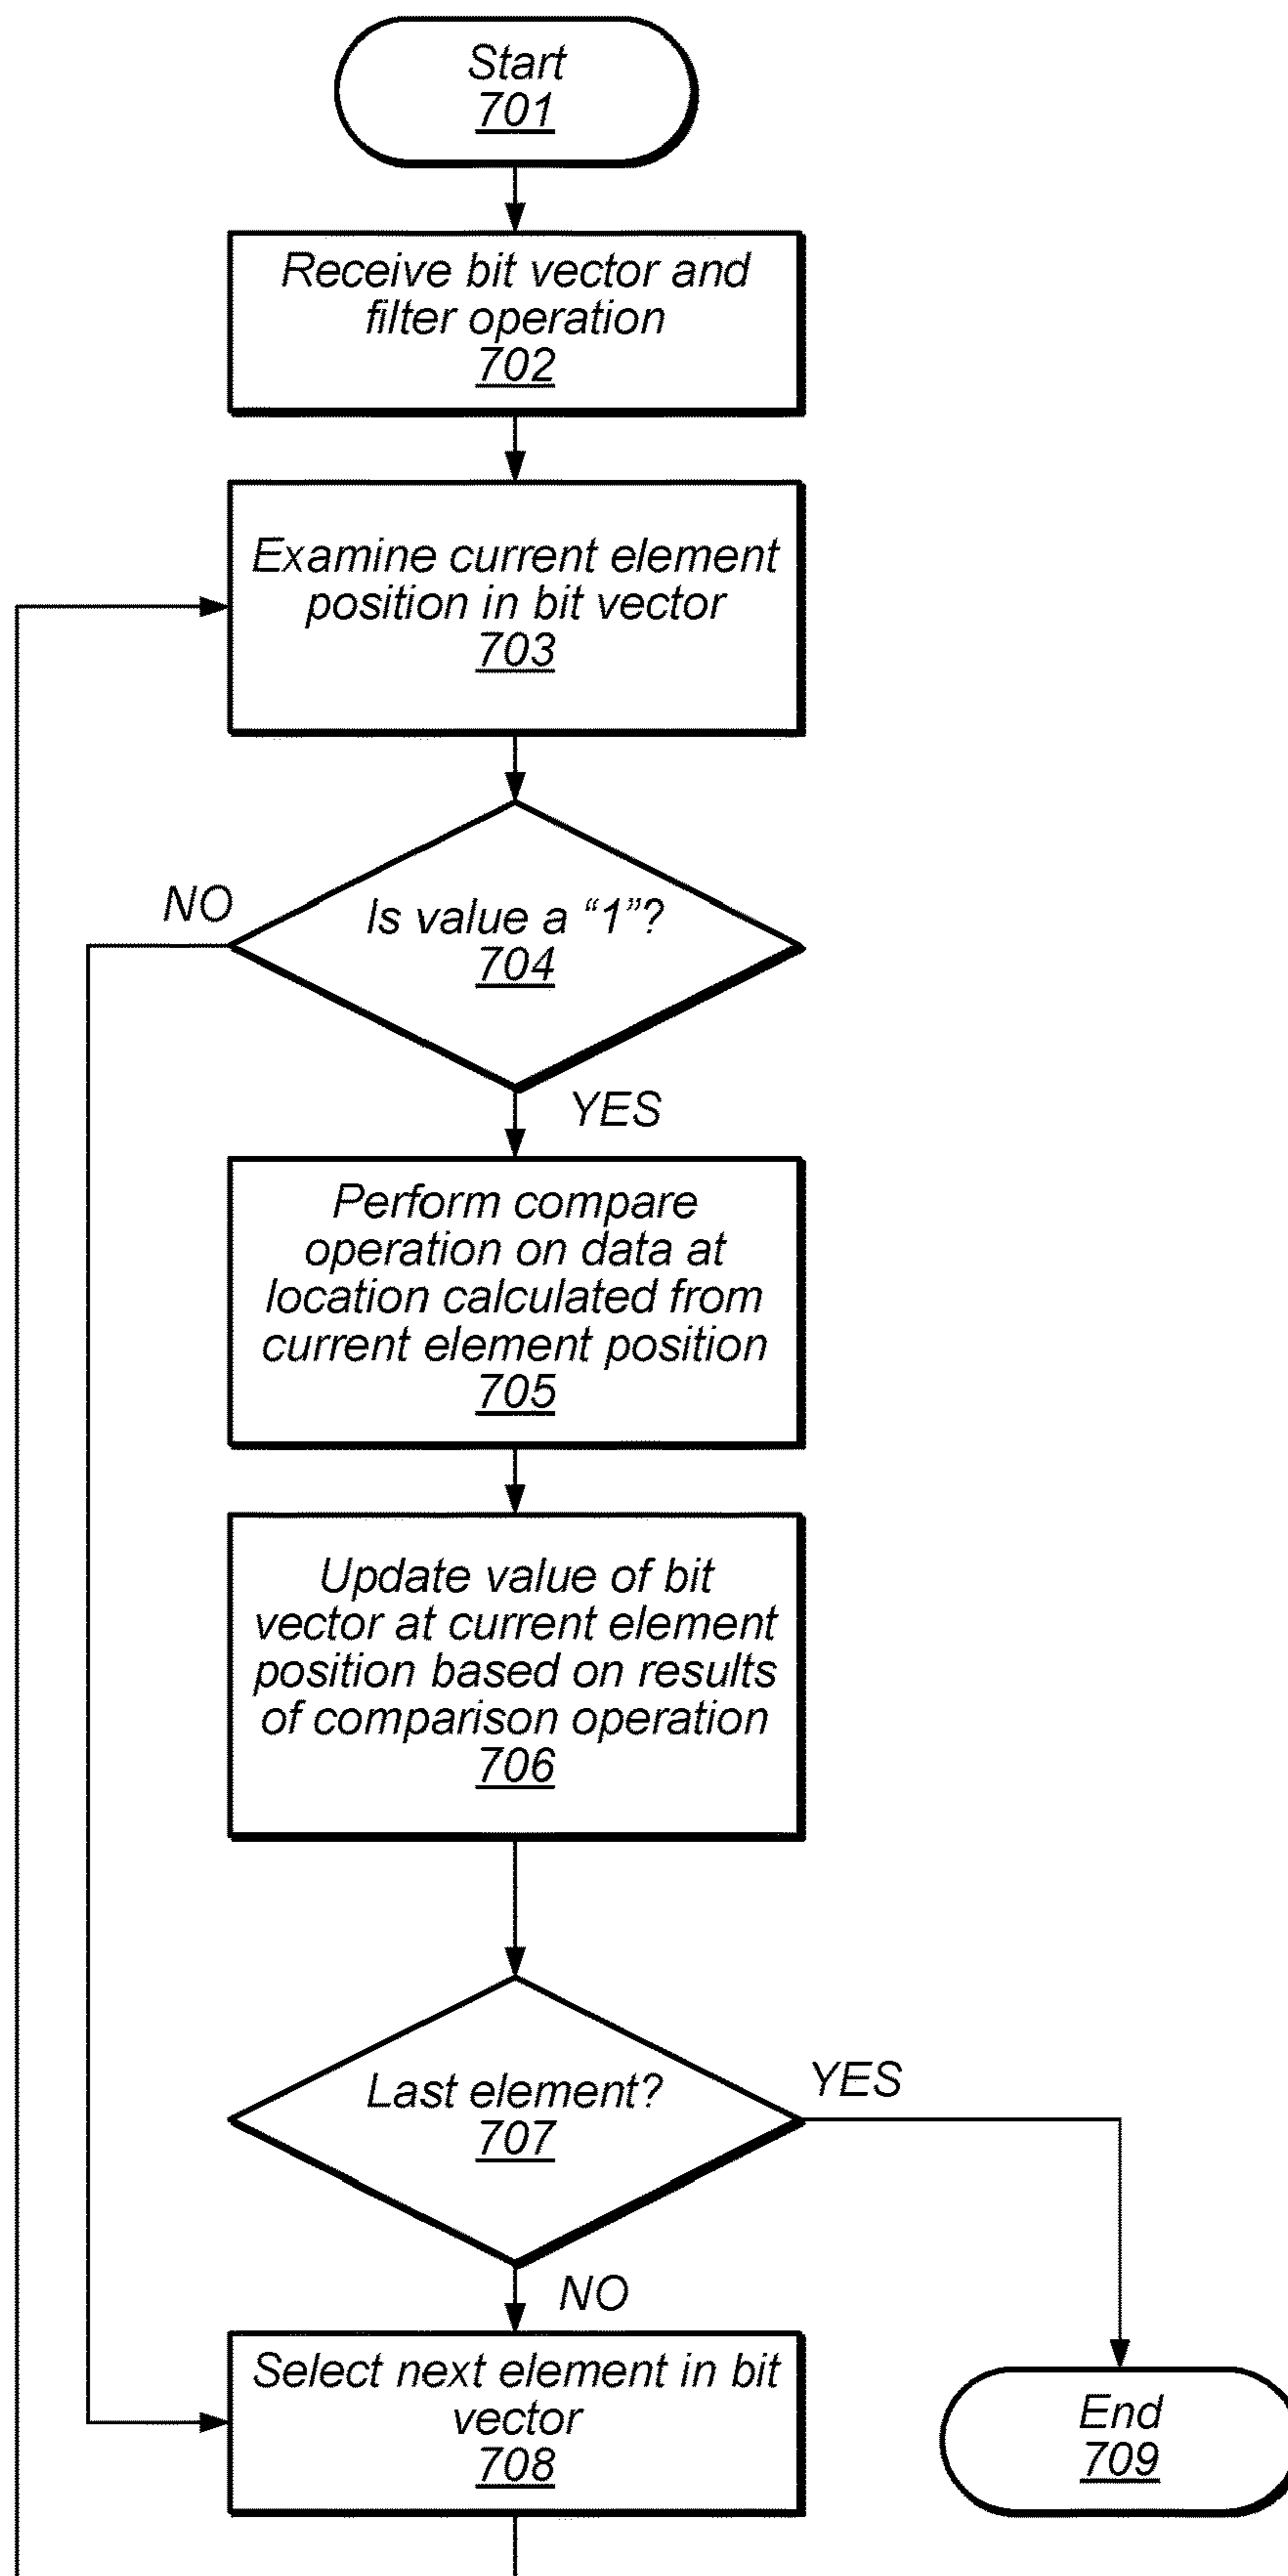 Start
701
Receive bit vector and
filter operation
702
Examine current element
position in bit vector
703
NO
Is value a “1”?
704
YES
Perform compare
operation on data at
location calculated from
current element position
705
Update value of bit
vector at current element
position based on results
of comparison operation
706
Last element?
707
YES
NO
Select next element in bit
vector
708
End
709